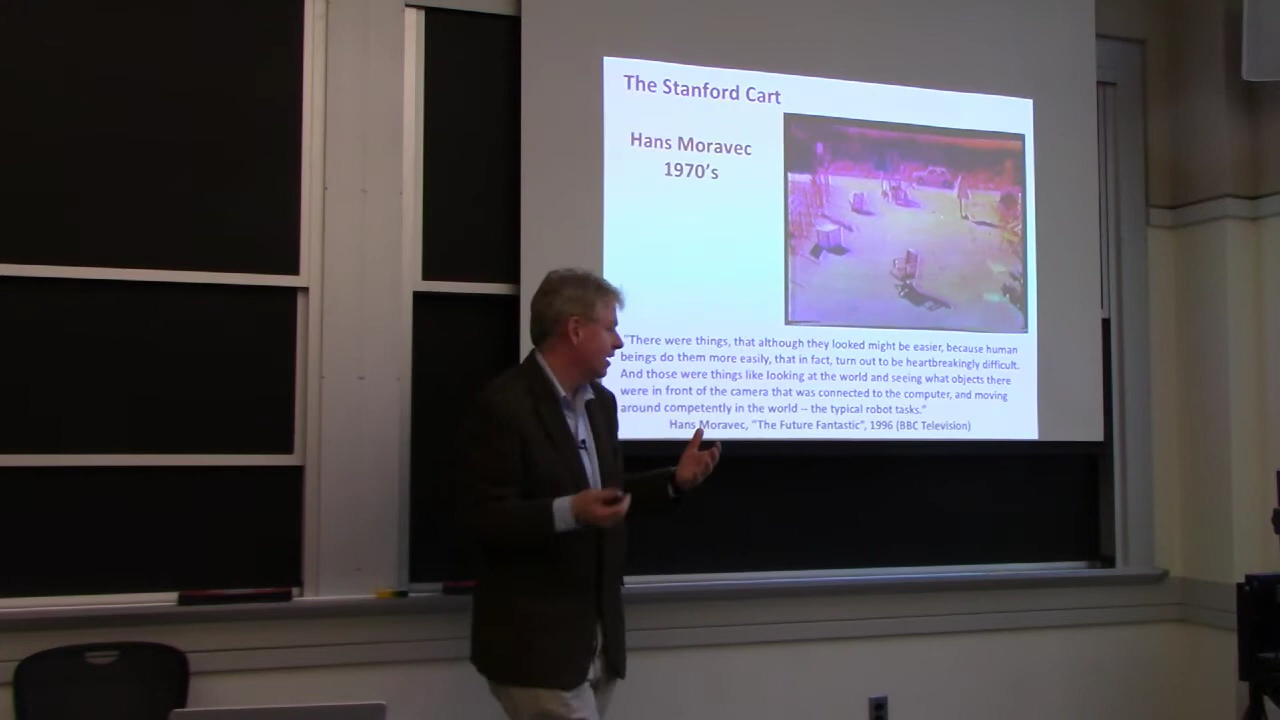 The Stanford Cart
Hans Moravec
1970's
"There were things, that although they looked might be easier, because human
beings do them more easily, that in fact, turn out to be heartbreakingly difficult.
And those were things like looking at the world and seeing what objects there
were in front of the camera that was connected to the computer, and moving
around competently in the world -- the typical robot tasks."
Hans Moravec, "The Future Fantastic", 1996 (BBC Television)